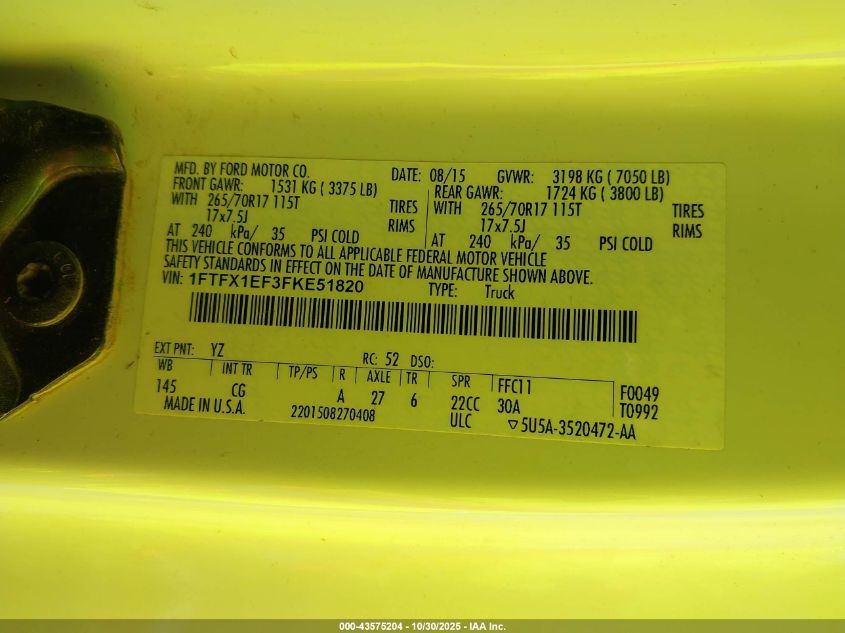 MFD. BY FORD MOTOR CO. DATE: 08/15 GVWR: 3198 KG ( 7050 LB)
FRONT GAWR: 1531 KG ( 3375 LB) REAR GAWR: 1724 KG ( 3800 LB)
WITH 265/70R17 115T TIRES WITH 265/70R17 115T TIRES
17x7.5J RIMS 17x7.5J RIMS
AT 240 kPa/ 35 PSI COLD AT 240 kPa/ 35 PSI COLD
THIS VEHICLE CONFORMS TO ALL APPLICABLE FEDERAL MOTOR VEHICLE
SAFETY STANDARDS IN EFFECT ON THE DATE OF MANUFACTURE SHOWN ABOVE.
VIN: 1FTFX1EF3FKE51820 TYPE: Truck
EXT PNT: YZ RC: 52 DSO:
WB INT TR TP/PS R AXLE TR SPR FFC11 F0049
145 CG A 27 6 22CC 30A T0992
MADE IN U.S.A. 2201508270408 ULC ▽5U5A-3520472-AA
000-43575204 - 10/30/2025 - IAA Inc.